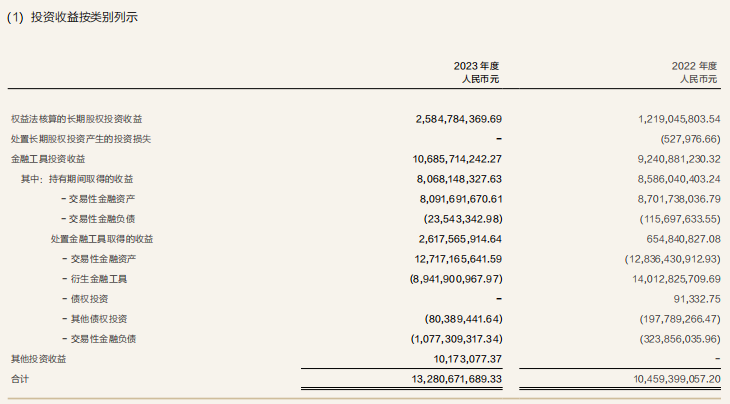 (1) 投资收益按类别列示
2023 年度 2022 年度
人民币元 人民币元
权益法核算的长期股权投资收益 2,584,784,369.69 1,219,045,803.54
处置长期股权投资产生的投资损失 – (527,976.66)
金融工具投资收益 10,685,714,242.27 9,240,881,230.32
其中：持有期间取得的收益 8,068,148,327.63 8,586,040,403.24
– 交易性金融资产 8,091,691,670.61 8,701,738,036.79
– 交易性金融负债 (23,543,342.98) (115,697,633.55)
处置金融工具取得的收益 2,617,565,914.64 654,840,827.08
– 交易性金融资产 12,717,165,641.59 (12,836,430,912.93)
– 衍生金融工具 (8,941,900,967.97) 14,012,825,709.69
– 债权投资 – 91,332.75
– 其他债权投资 (80,389,441.64) (197,789,266.47)
– 交易性金融负债 (1,077,309,317.34) (323,856,035.96)
其他投资收益 10,173,077.37 –
合计 13,280,671,689.33 10,459,399,057.20